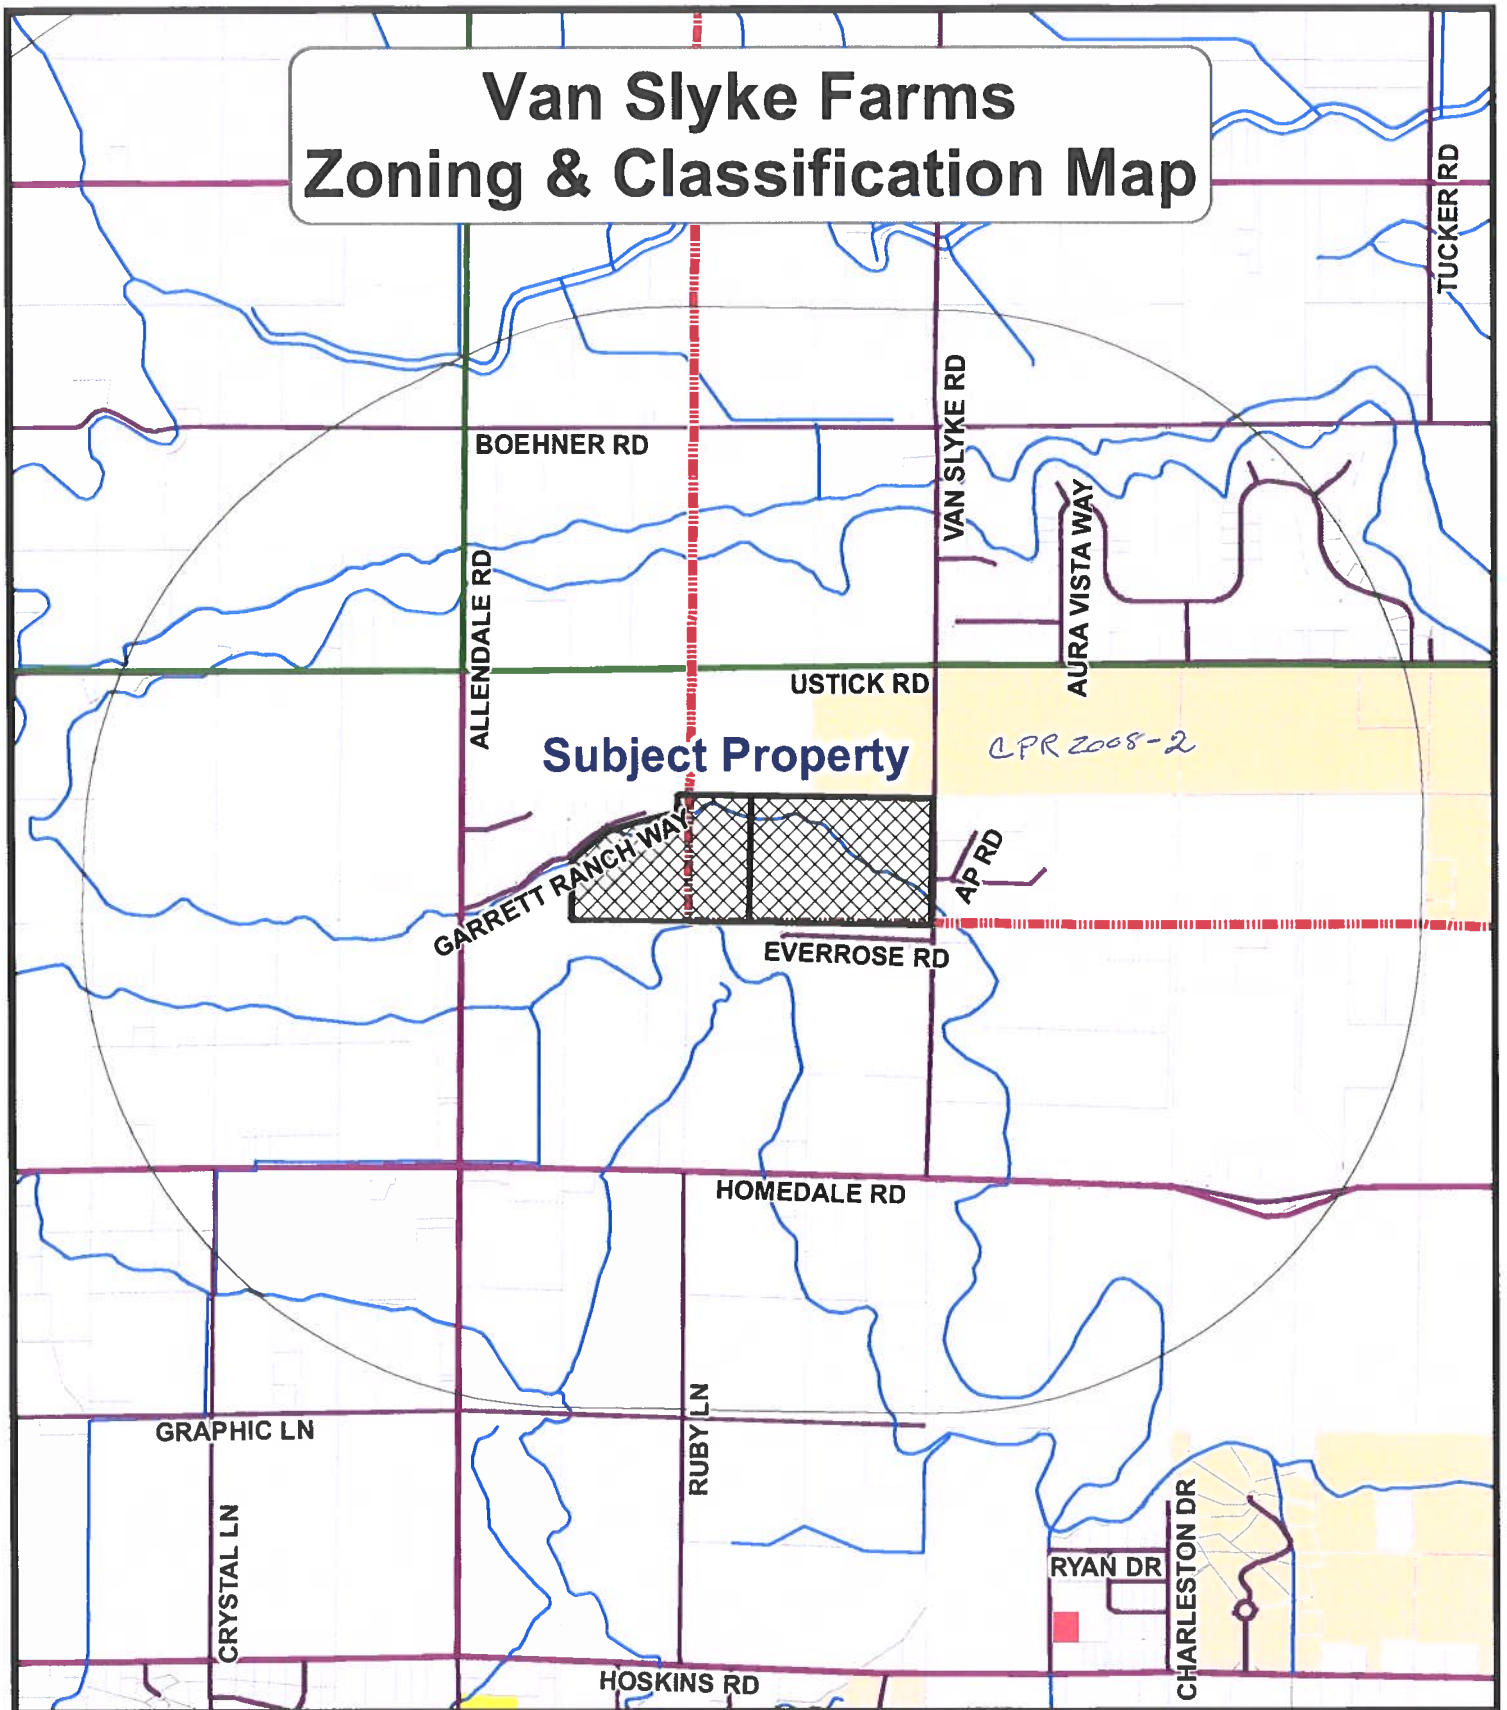 Van Slyke Farms
Zoning & Classification Map
TUCKER RD
VAN SLYKE RD
BOEHNER RD
AURA VISTA WAY
ALLENDALE RD
USTICK RD
Subject Property
CPR 2008-2
GARRETT RANCH WAY
AP RD
EVERROSE RD
HOMEDALE RD
RUBY LN
GRAPHIC LN
CRYSTAL LN
CHARLESTON DR
RYAN DR
HOSKINS RD